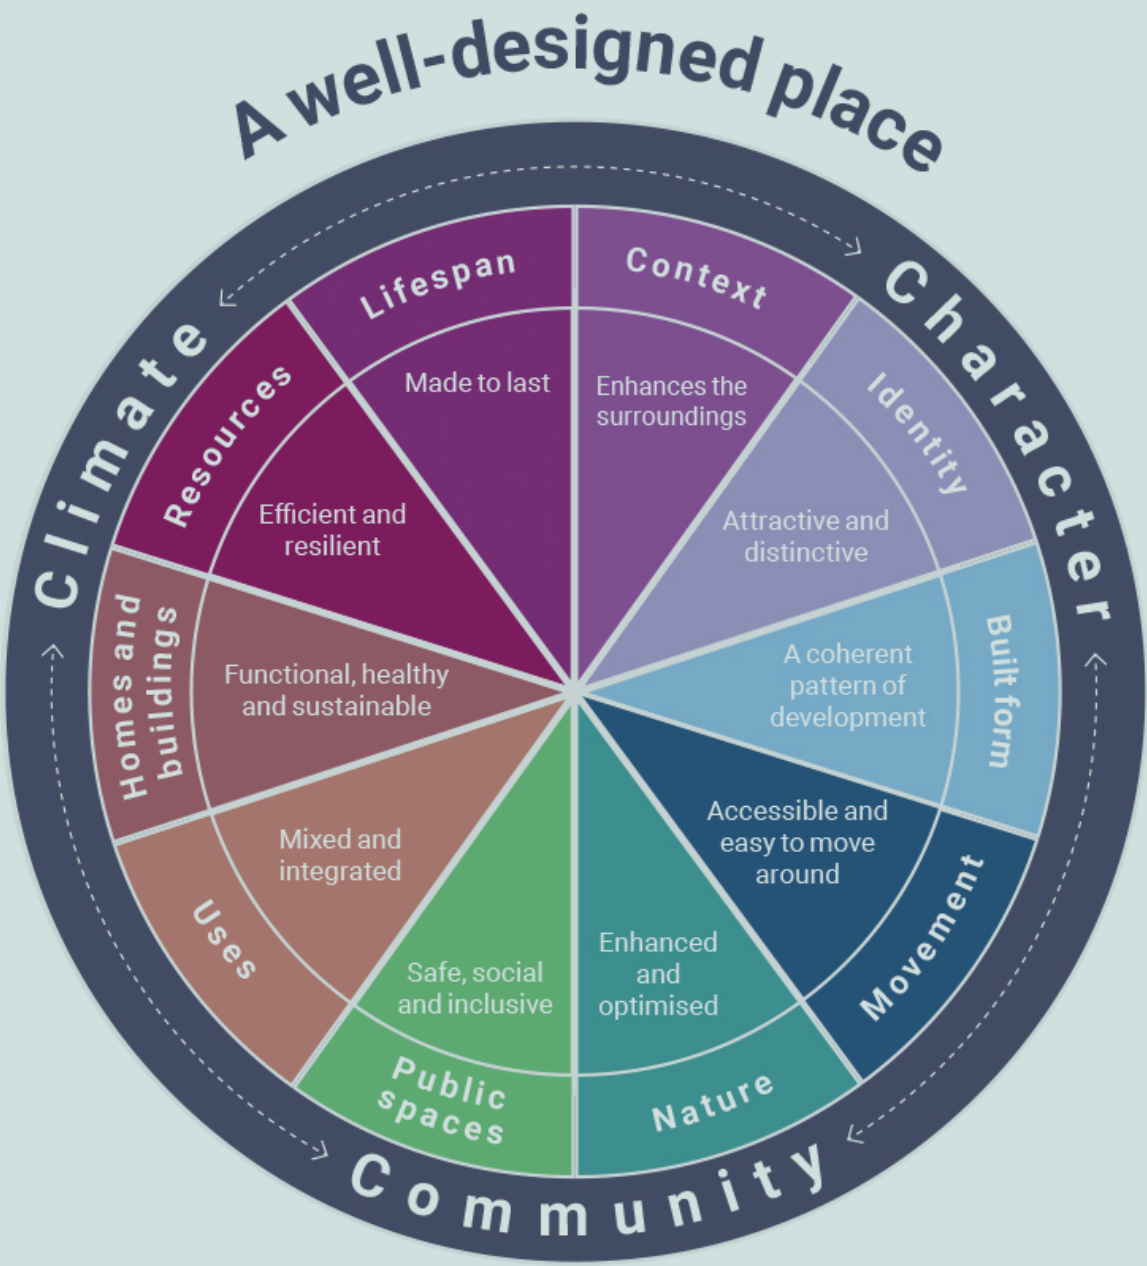 A well-designed place
Climate
Character
Community
Context
Enhances the
surroundings
Identity
Attractive and
distinctive
Built form
A coherent
pattern of
development
Movement
Accessible and
easy to move
around
Nature
Enhanced
and
optimised
Public
spaces
Safe, social
and inclusive
Uses
Mixed and
integrated
Homes and
buildings
Functional, healthy
and sustainable
Resources
Efficient and
resilient
Lifespan
Made to last